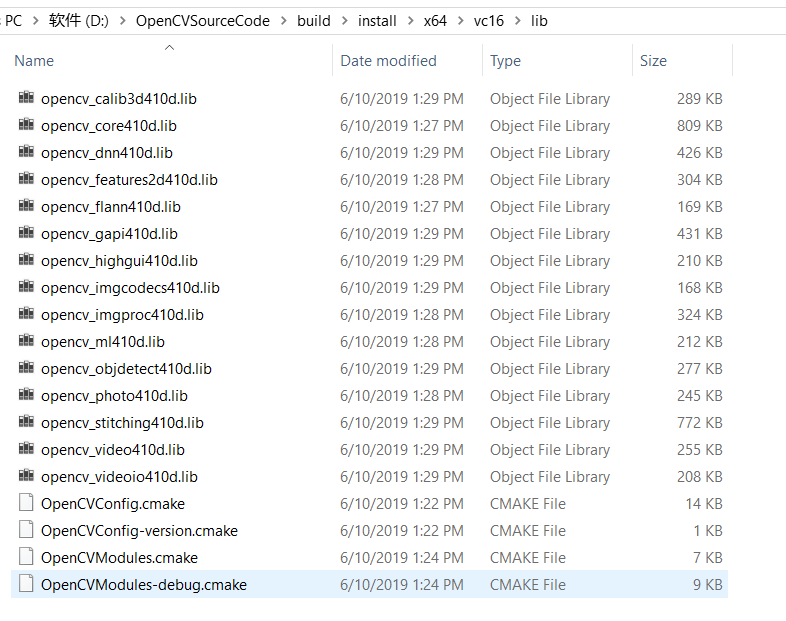 PC > 软件 (D:) > OpenCVSourceCode > build > install > x64 > vc16 > lib
Name Date modified Type Size
opencv_calib3d410d.lib 6/10/2019 1:29 PM Object File Library 289 KB
opencv_core410d.lib 6/10/2019 1:27 PM Object File Library 809 KB
opencv_dnn410d.lib 6/10/2019 1:29 PM Object File Library 426 KB
opencv_features2d410d.lib 6/10/2019 1:28 PM Object File Library 304 KB
opencv_flann410d.lib 6/10/2019 1:27 PM Object File Library 169 KB
opencv_gapi410d.lib 6/10/2019 1:29 PM Object File Library 431 KB
opencv_highgui410d.lib 6/10/2019 1:29 PM Object File Library 210 KB
opencv_imgcodecs410d.lib 6/10/2019 1:29 PM Object File Library 168 KB
opencv_imgproc410d.lib 6/10/2019 1:28 PM Object File Library 324 KB
opencv_ml410d.lib 6/10/2019 1:28 PM Object File Library 212 KB
opencv_objdetect410d.lib 6/10/2019 1:29 PM Object File Library 277 KB
opencv_photo410d.lib 6/10/2019 1:28 PM Object File Library 245 KB
opencv_stitching410d.lib 6/10/2019 1:29 PM Object File Library 772 KB
opencv_video410d.lib 6/10/2019 1:29 PM Object File Library 255 KB
opencv_videoio410d.lib 6/10/2019 1:29 PM Object File Library 208 KB
OpenCVConfig.cmake 6/10/2019 1:22 PM CMAKE File 14 KB
OpenCVConfig-version.cmake 6/10/2019 1:22 PM CMAKE File 1 KB
OpenCVModules.cmake 6/10/2019 1:24 PM CMAKE File 7 KB
OpenCVModules-debug.cmake 6/10/2019 1:24 PM CMAKE File 9 KB